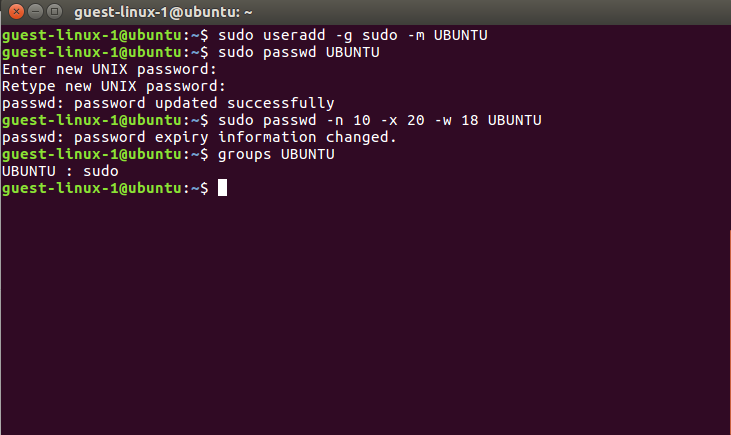 guest-linux-1@ubuntu: ~
guest-linux-1@ubuntu:~$ sudo useradd -g sudo -m UBUNTU
guest-linux-1@ubuntu:~$ sudo passwd UBUNTU
Enter new UNIX password:
Retype new UNIX password:
passwd: password updated successfully
guest-linux-1@ubuntu:~$ sudo passwd -n 10 -x 20 -w 18 UBUNTU
passwd: password expiry information changed.
guest-linux-1@ubuntu:~$ groups UBUNTU
UBUNTU : sudo
guest-linux-1@ubuntu:~$